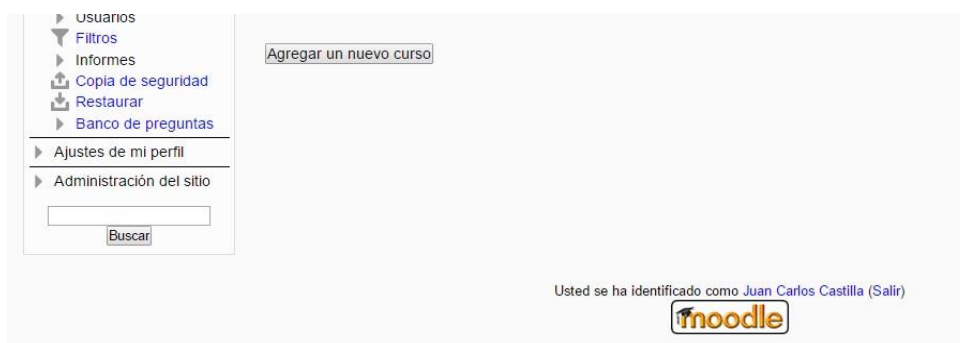 Usuarios
Filtros
Informes
Copia de seguridad
Restaurar
Banco de preguntas
Ajustes de mi perfil
Administración del sitio
Buscar
Agregar un nuevo curso
Usted se ha identificado como Juan Carlos Castilla (Salir)
moodle